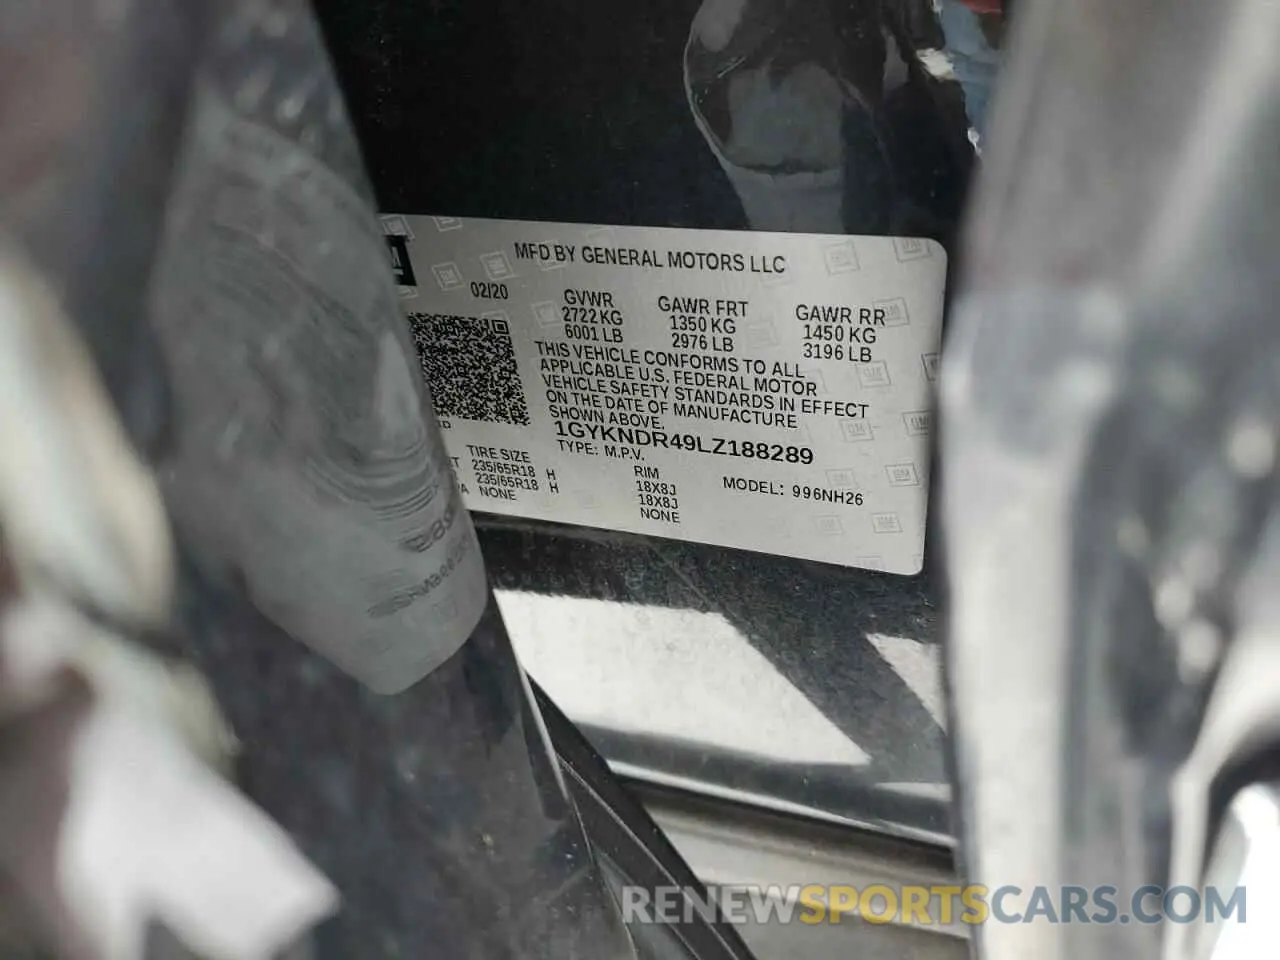 MFD BY GENERAL MOTORS LLC
02/20
GVWR GAWR FRT GAWR RR
2722 KG 1350 KG 1450 KG
6001 LB 2976 LB 3196 LB
THIS VEHICLE CONFORMS TO ALL
APPLICABLE U.S. FEDERAL MOTOR
VEHICLE SAFETY STANDARDS IN EFFECT
ON THE DATE OF MANUFACTURE
SHOWN ABOVE.
1GYKNDR49LZ188289
TYPE: M.P.V.
MODEL: 996NH26
TIRE SIZE RIM
235/65R18 H 18X8J
235/65R18 H 18X8J
NONE NONE
RENEWSPORTSCARS.COM